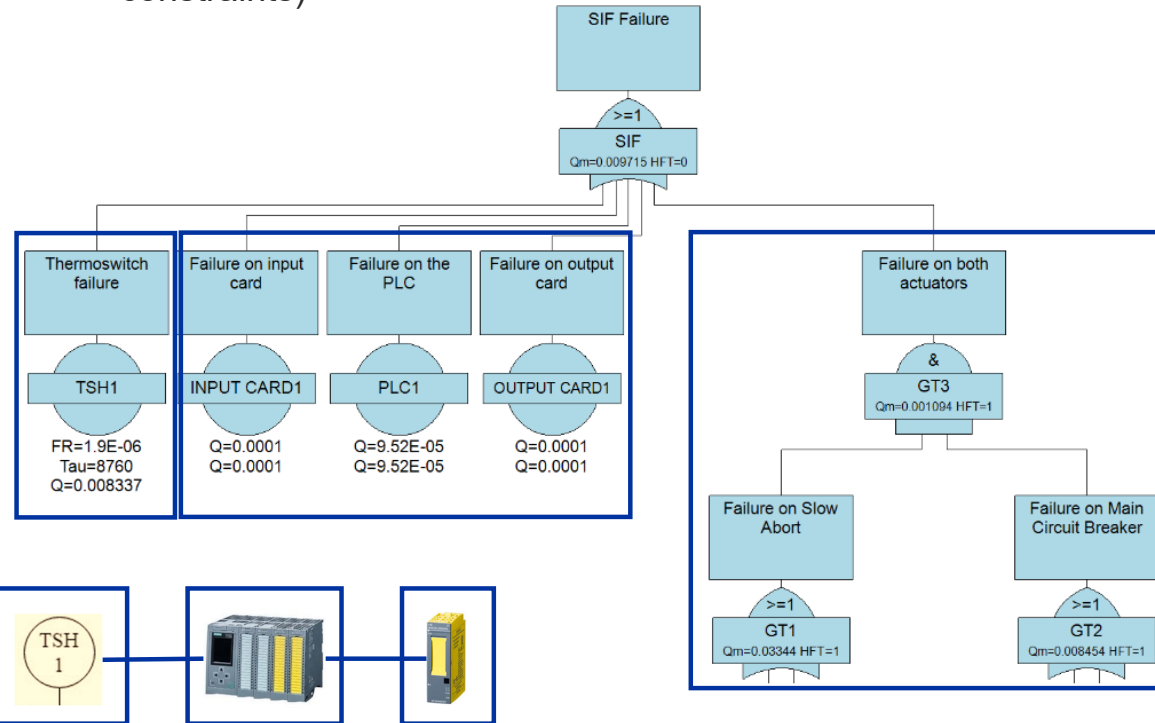 constraints)
SIF Failure
>=1
SIF
Qm=0.009715 HFT=0
Thermoswitch
failure
Failure on input
card
Failure on the
PLC
Failure on output
card
Failure on both
actuators
TSH1
INPUT CARD1
PLC1
OUTPUT CARD1
&
GT3
Qm=0.001094 HFT=1
FR=1.9E-06
Tau=8760
Q=0.008337
Q=0.0001
Q=0.0001
Q=9.52E-05
Q=9.52E-05
Q=0.0001
Q=0.0001
Failure on Slow
Abort
Failure on Main
Circuit Breaker
>=1
GT1
Qm=0.03344 HFT=1
>=1
GT2
Qm=0.008454 HFT=1
TSH
1